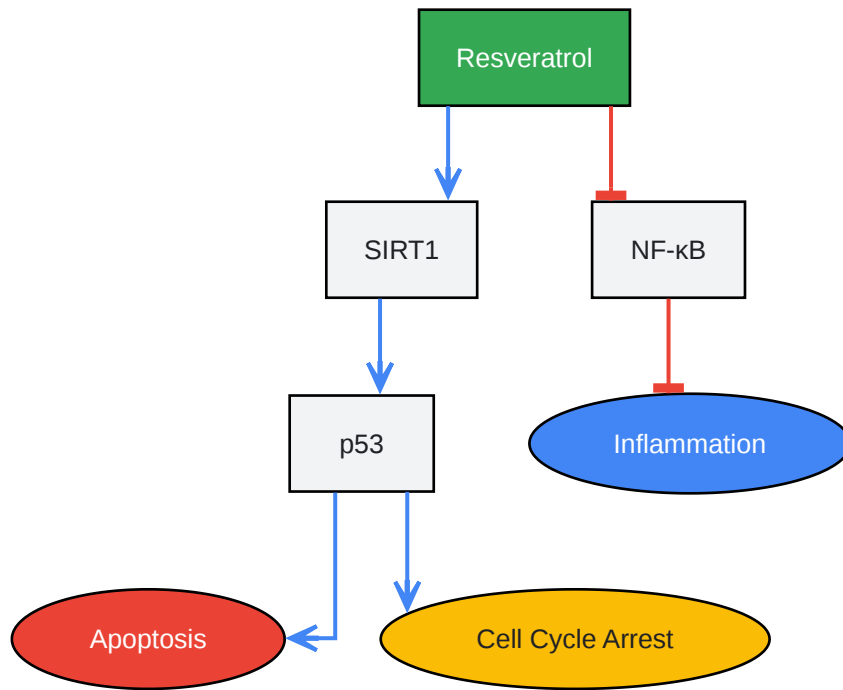 Resveratrol
SIRT1
NF-κB
p53
Inflammation
Apoptosis
Cell Cycle Arrest